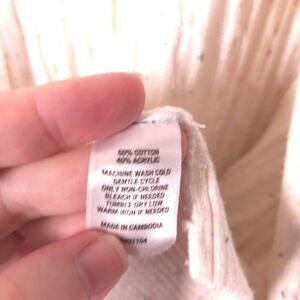 60% COTTON
40% ACRYLIC
MACHINE WASH COLD
GENTLE CYCLE
ONLY NON-CHLORINE
BLEACH IF NEEDED
TUMBLE DRY LOW
WARM IRON IF NEEDED
MADE IN CAMBODIA